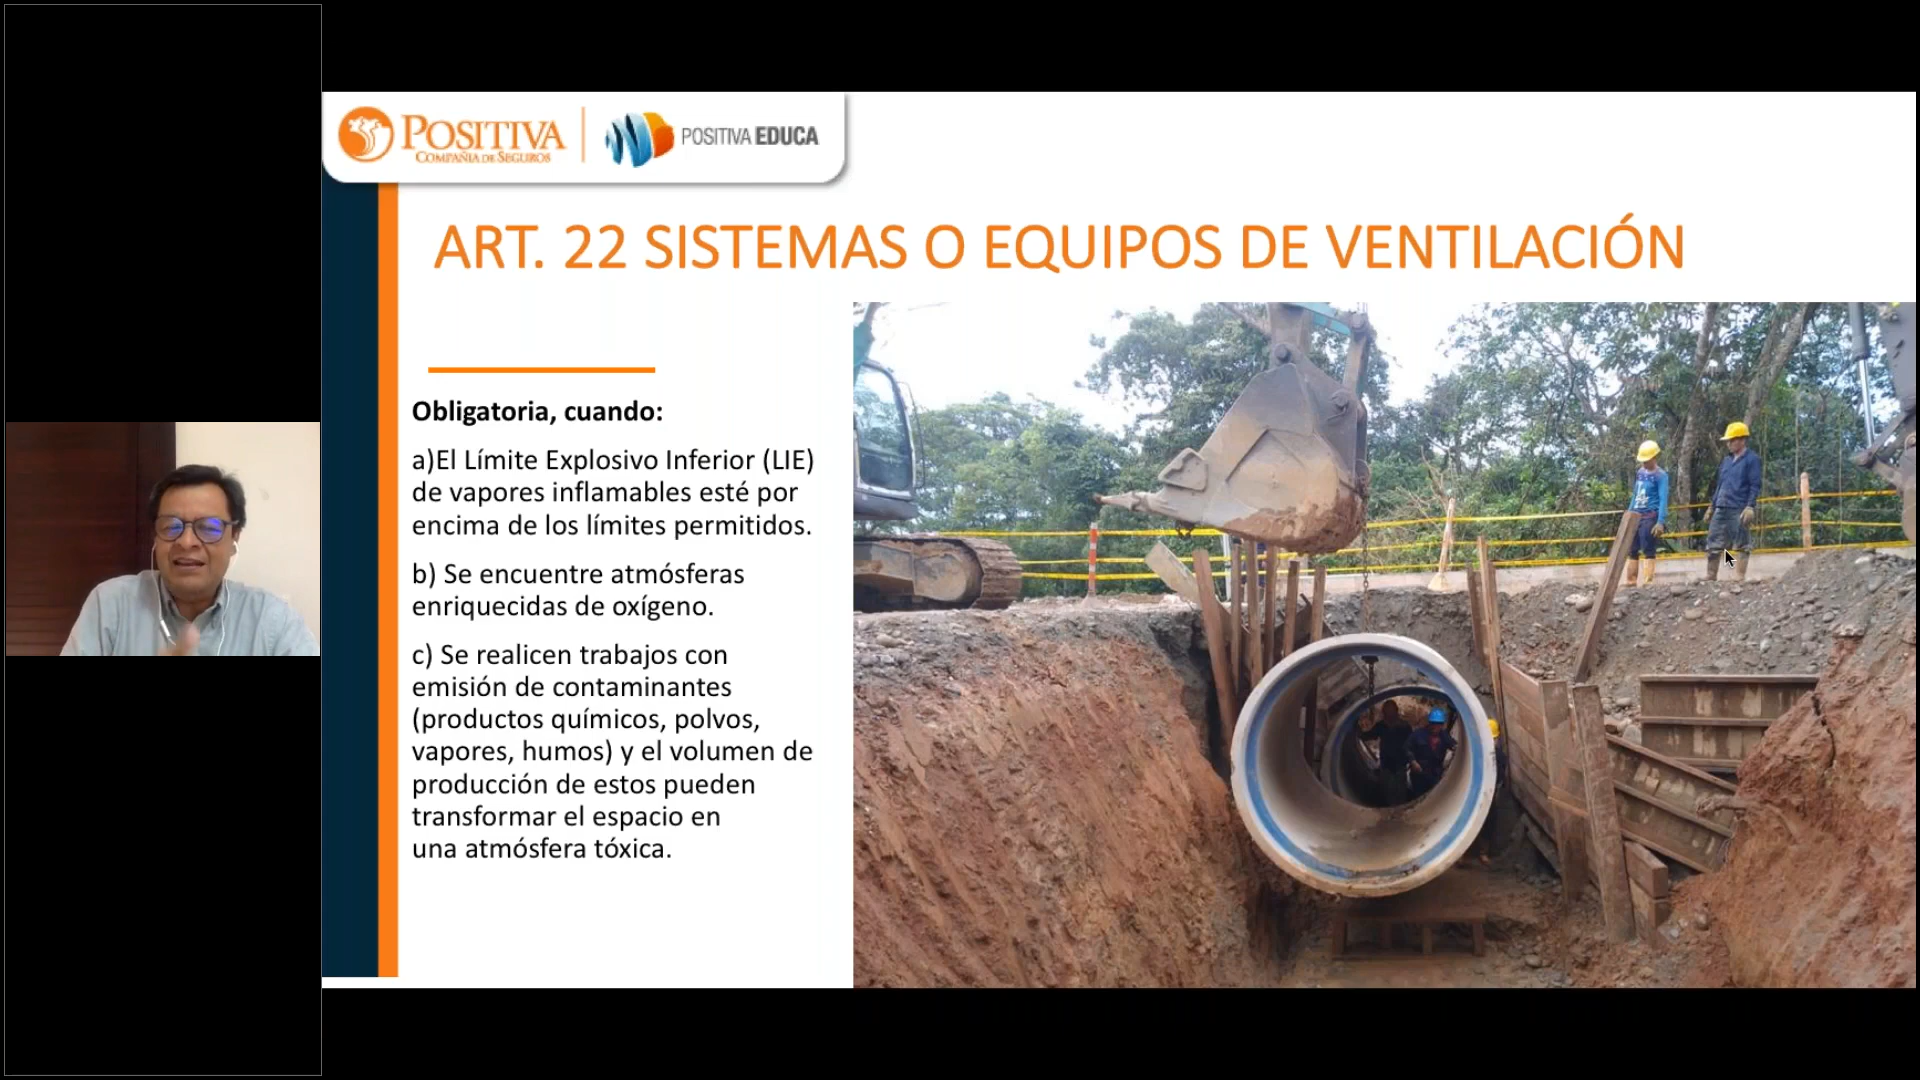 POSITIVA
COMPAÑIA DE SEGUROS
POSITIVA EDUCA
ART. 22 SISTEMAS O EQUIPOS DE VENTILACIÓN
Obligatoria, cuando:
a)El Límite Explosivo Inferior (LIE)
de vapores inflamables esté por
encima de los límites permitidos.
b) Se encuentre atmósferas
enriquecidas de oxígeno.
c) Se realicen trabajos con
emisión de contaminantes
(productos químicos, polvos,
vapores, humos) y el volumen de
producción de estos pueden
transformar el espacio en
una atmósfera tóxica.